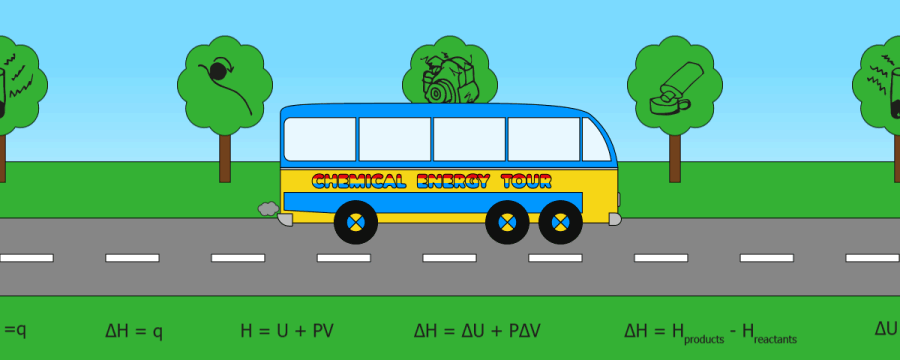 CHEMICAL ENERGY TOUR
=q ΔH = q H = U + PV ΔH = ΔU + PΔV ΔH = Hproducts - Hreactants ΔU